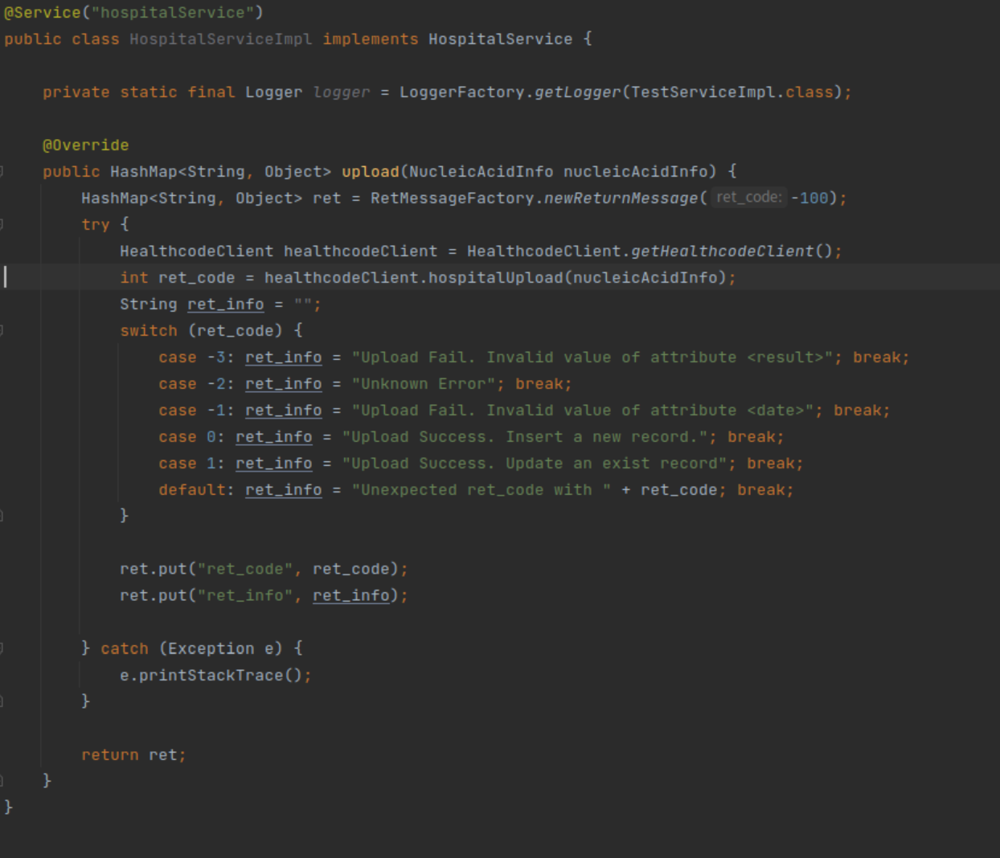 @Service("hospitalService")
public class HospitalServiceImpl implements HospitalService {
private static final Logger logger = LoggerFactory.getLogger(TestServiceImpl.class);
@Override
public HashMap<String, Object> upload(NucleicAcidInfo nucleicAcidInfo) {
HashMap<String, Object> ret = RetMessageFactory.newReturnMessage( ret_code: -100);
try {
HealthcodeClient healthcodeClient = HealthcodeClient.getHealthcodeClient();
int ret_code = healthcodeClient.hospitalUpload(nucleicAcidInfo);
String ret_info = "";
switch (ret_code) {
case -3: ret_info = "Upload Fail. Invalid value of attribute <result>"; break;
case -2: ret_info = "Unknown Error"; break;
case -1: ret_info = "Upload Fail. Invalid value of attribute <date>"; break;
case 0: ret_info = "Upload Success. Insert a new record."; break;
case 1: ret_info = "Upload Success. Update an exist record"; break;
default: ret_info = "Unexpected ret_code with " + ret_code; break;
}
ret.put("ret_code", ret_code);
ret.put("ret_info", ret_info);
} catch (Exception e) {
e.printStackTrace();
}
return ret;
}
}